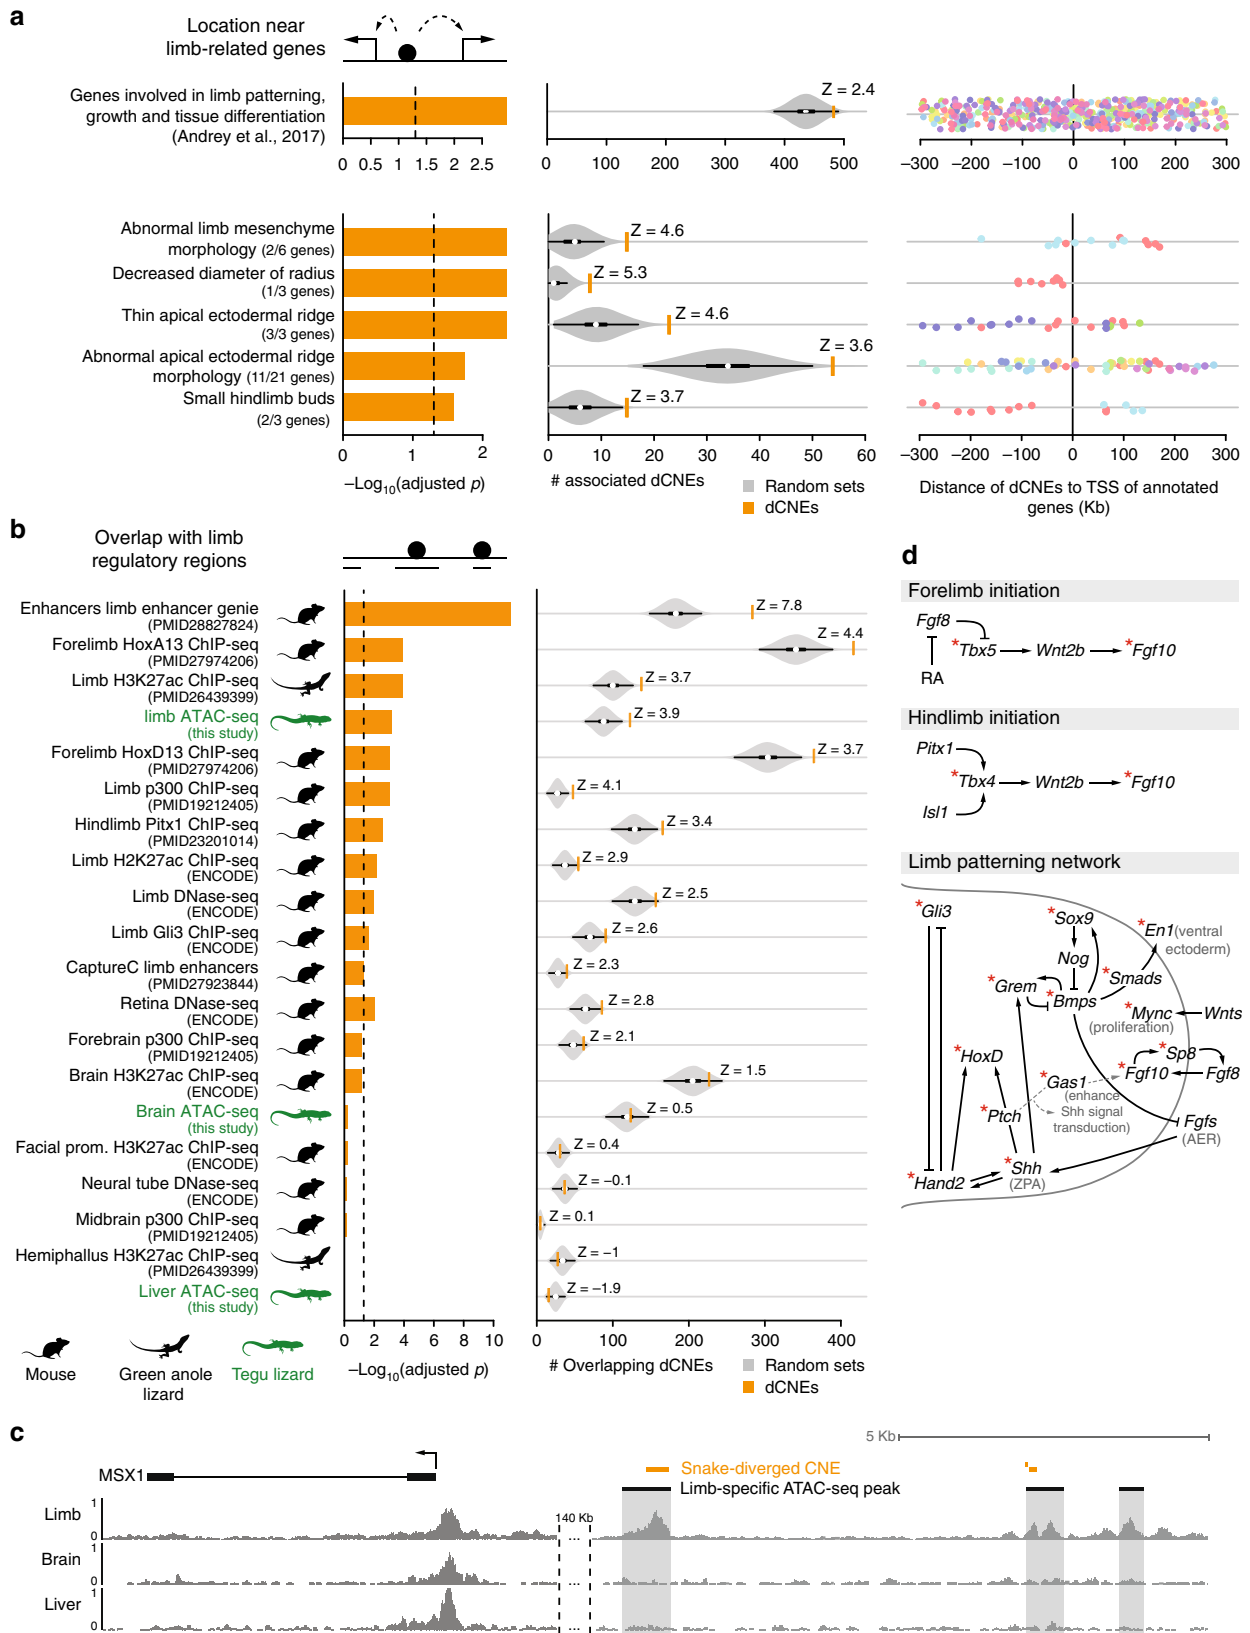 a
Location near
limb-related genes
Genes involved in limb patterning,
growth and tissue differentiation
(Andrey et al., 2017)
0 0.5 1 1.5 2 2.5
Z = 2.4
0 100 200 300 400 500
−300 −200 −100 0 100 200 300
Abnormal limb mesenchyme
morphology (2/6 genes)
Decreased diameter of radius
(1/3 genes)
Thin apical ectodermal ridge
(3/3 genes)
Abnormal apical ectodermal ridge
morphology (11/21 genes)
Small hindlimb buds
(2/3 genes)
0 1 2
−Log10(adjusted p)
Z = 4.6
Z = 5.3
Z = 4.6
Z = 3.6
Z = 3.7
0 10 20 30 40 50 60
# associated dCNEs
Random sets
dCNEs
−300 −200 −100 0 100 200 300
Distance of dCNEs to TSS of annotated
genes (Kb)
b
Overlap with limb
regulatory regions
Enhancers limb enhancer genie
(PMID28827824)
Forelimb HoxA13 ChIP-seq
(PMID27974206)
Limb H3K27ac ChIP-seq
(PMID26439399)
limb ATAC-seq
(this study)
Forelimb HoxD13 ChIP-seq
(PMID27974206)
Limb p300 ChIP-seq
(PMID19212405)
Hindlimb Pitx1 ChIP-seq
(PMID23201014)
Limb H2K27ac ChIP-seq
(ENCODE)
Limb DNase-seq
(ENCODE)
Limb Gli3 ChIP-seq
(ENCODE)
CaptureC limb enhancers
(PMID27923844)
Retina DNase-seq
(ENCODE)
Forebrain p300 ChIP-seq
(PMID19212405)
Brain H3K27ac ChIP-seq
(ENCODE)
Brain ATAC-seq
(this study)
Facial prom. H3K27ac ChIP-seq
(ENCODE)
Neural tube DNase-seq
(ENCODE)
Midbrain p300 ChIP-seq
(PMID19212405)
Hemiphallus H3K27ac ChIP-seq
(PMID26439399)
Liver ATAC-seq
(this study)
Mouse
Green anole
lizard
Tegu lizard
0 2 4 6 8 10
−Log10(adjusted p)
Z = 7.8
Z = 4.4
Z = 3.7
Z = 3.9
Z = 3.7
Z = 4.1
Z = 3.4
Z = 2.9
Z = 2.5
Z = 2.6
Z = 2.3
Z = 2.8
Z = 2.1
Z = 1.5
Z = 0.5
Z = 0.4
Z = −0.1
Z = 0.1
Z = −1
Z = −1.9
0 100 200 300 400
# Overlapping dCNEs
Random sets
dCNEs
d
Forelimb initiation
Fgf8
*Tbx5 Wnt2b *Fgf10
RA
Hindlimb initiation
Pitx1
*Tbx4 Wnt2b *Fgf10
Isl1
Limb patterning network
*Gli3
*Sox9
*En1 (ventral
ectoderm)
Nog
*Smads
*Grem
*Bmps
*Mync Wnts
(proliferation)
*HoxD
*Sp8
*Gas1
*Fgf10 Fgf8
(enhance
Shh signal
transduction)
*Ptch
Fgfs
(AER)
*Shh
(ZPA)
*Hand2
c
5 Kb
MSX1
Snake-diverged CNE
Limb-specific ATAC-seq peak
Limb
1
0
140 Kb
...
Brain
1
0
...
Liver
1
0
...